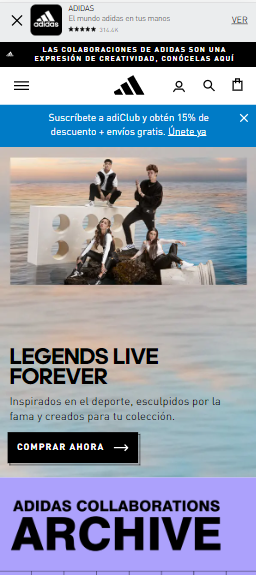 ADIDAS
El mundo adidas en tus manos
VER
adidas
LAS COLABORACIONES DE ADIDAS SON UNA
EXPRESIÓN DE CREATIVIDAD, CONÓCELAS AQUÍ
Suscríbete a adiClub y obtén 15% de
descuento + envíos gratis. Únete ya
LEGENDS LIVE
FOREVER
Inspirados en el deporte, esculpidos por la
fama y creados para tu colección.
COMPRAR AHORA
ADIDAS COLLABORATIONS
ARCHIVE